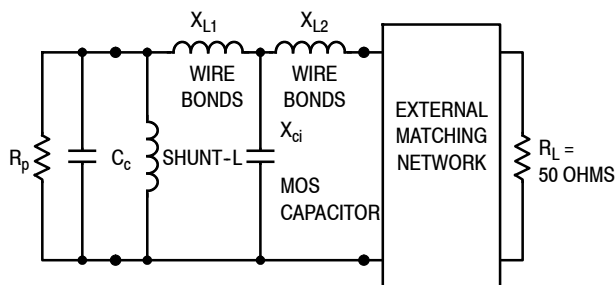 XL1
XL2
WIRE
BONDS
WIRE
BONDS
Rp
Cc
SHUNT-L
Xci
MOS
CAPACITOR
EXTERNAL
MATCHING
NETWORK
RL =
50 OHMS